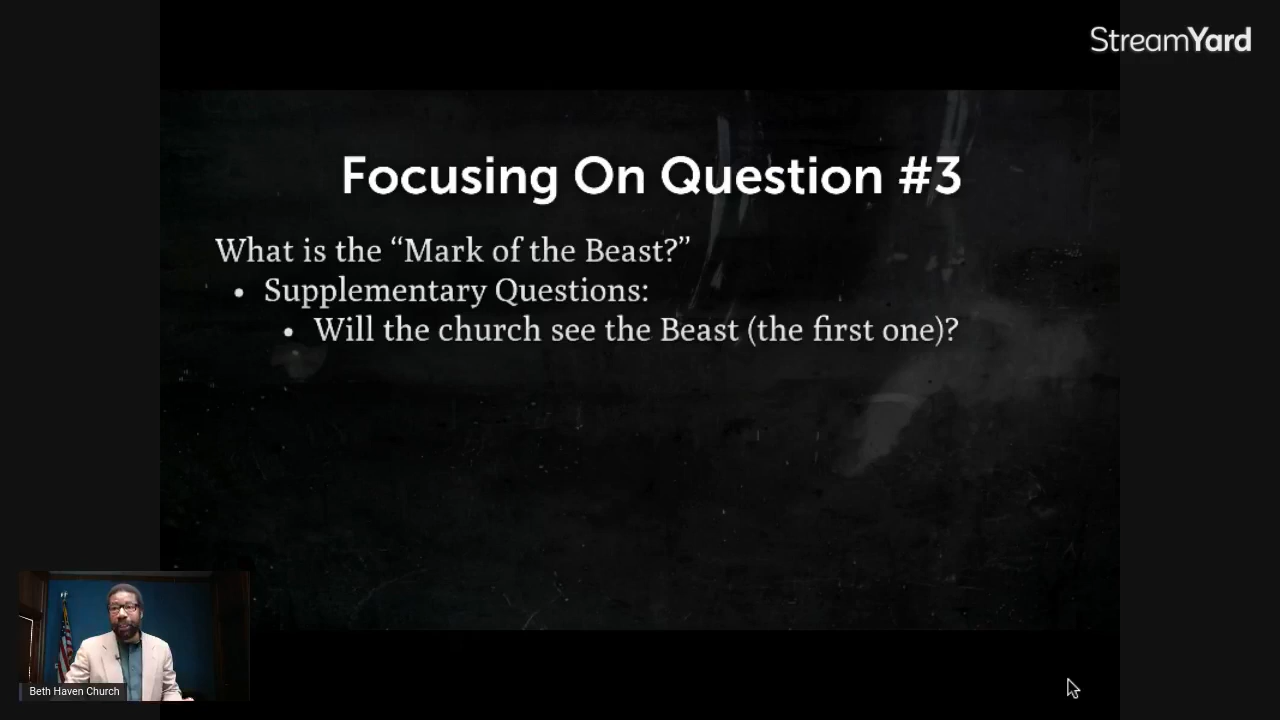 StreamYard
Focusing On Question #3
What is the “Mark of the Beast?”
• Supplementary Questions:
• Will the church see the Beast (the first one)?
Beth Haven Church